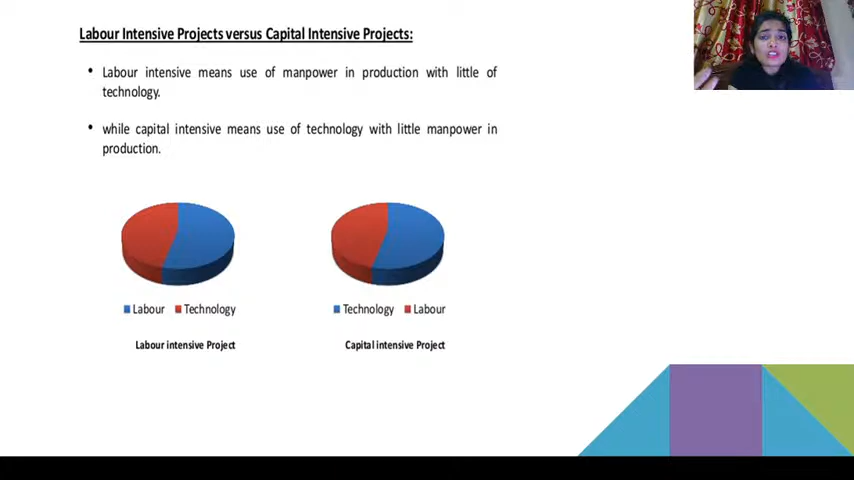 Labour Intensive Projects versus Capital Intensive Projects:
• Labour intensive means use of manpower in production with little of
technology.
• while capital intensive means use of technology with little manpower in
production.
Labour Technology
Labour intensive Project
Technology Labour
Capital intensive Project